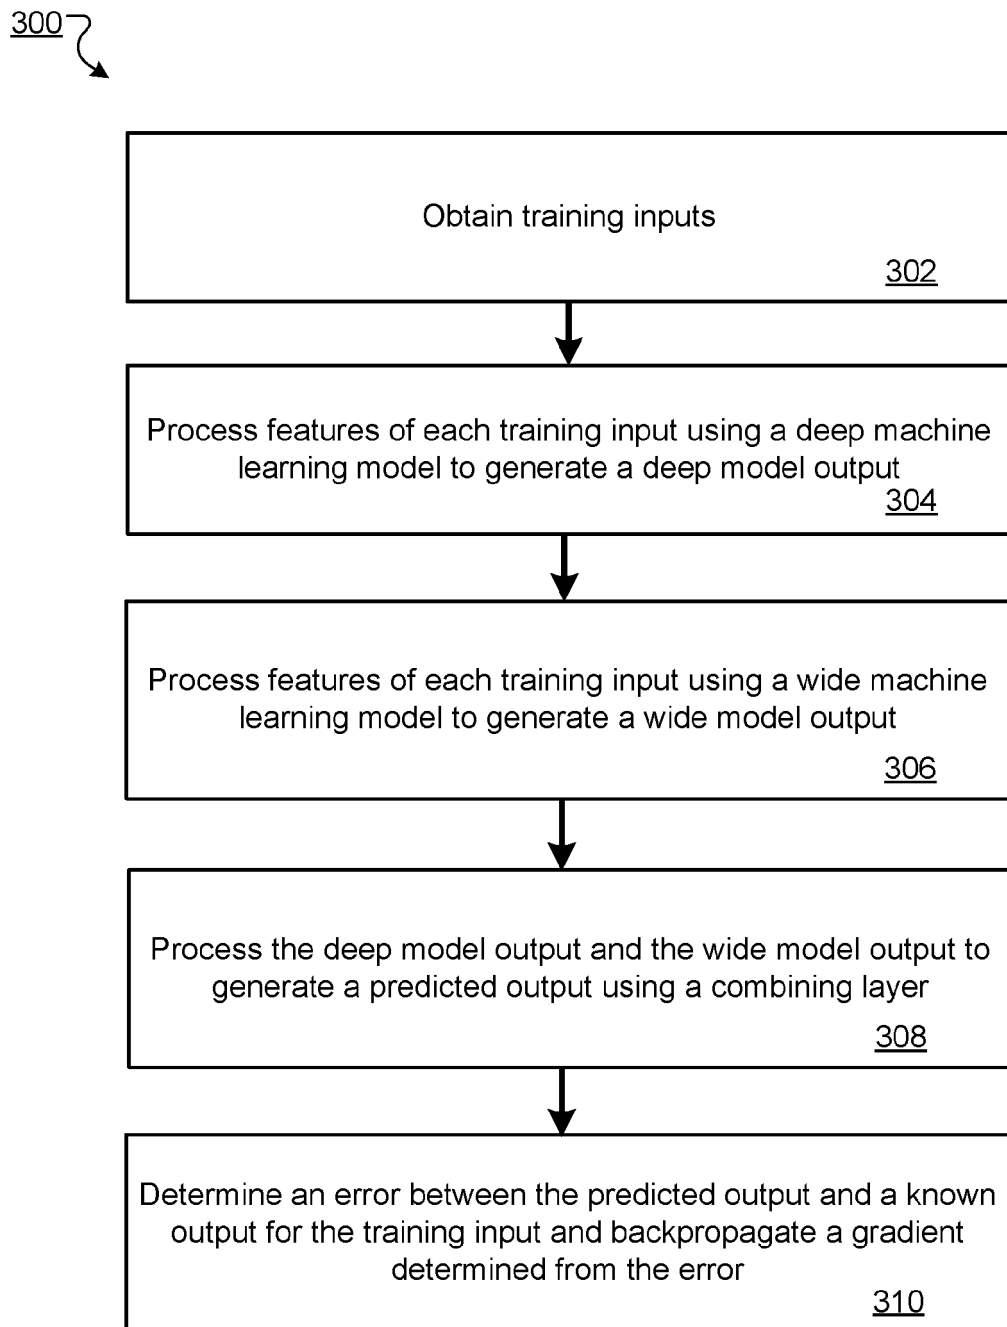 300
Obtain training inputs
302
Process features of each training input using a deep machine
learning model to generate a deep model output
304
Process features of each training input using a wide machine
learning model to generate a wide model output
306
Process the deep model output and the wide model output to
generate a predicted output using a combining layer
308
Determine an error between the predicted output and a known
output for the training input and backpropagate a gradient
determined from the error
310